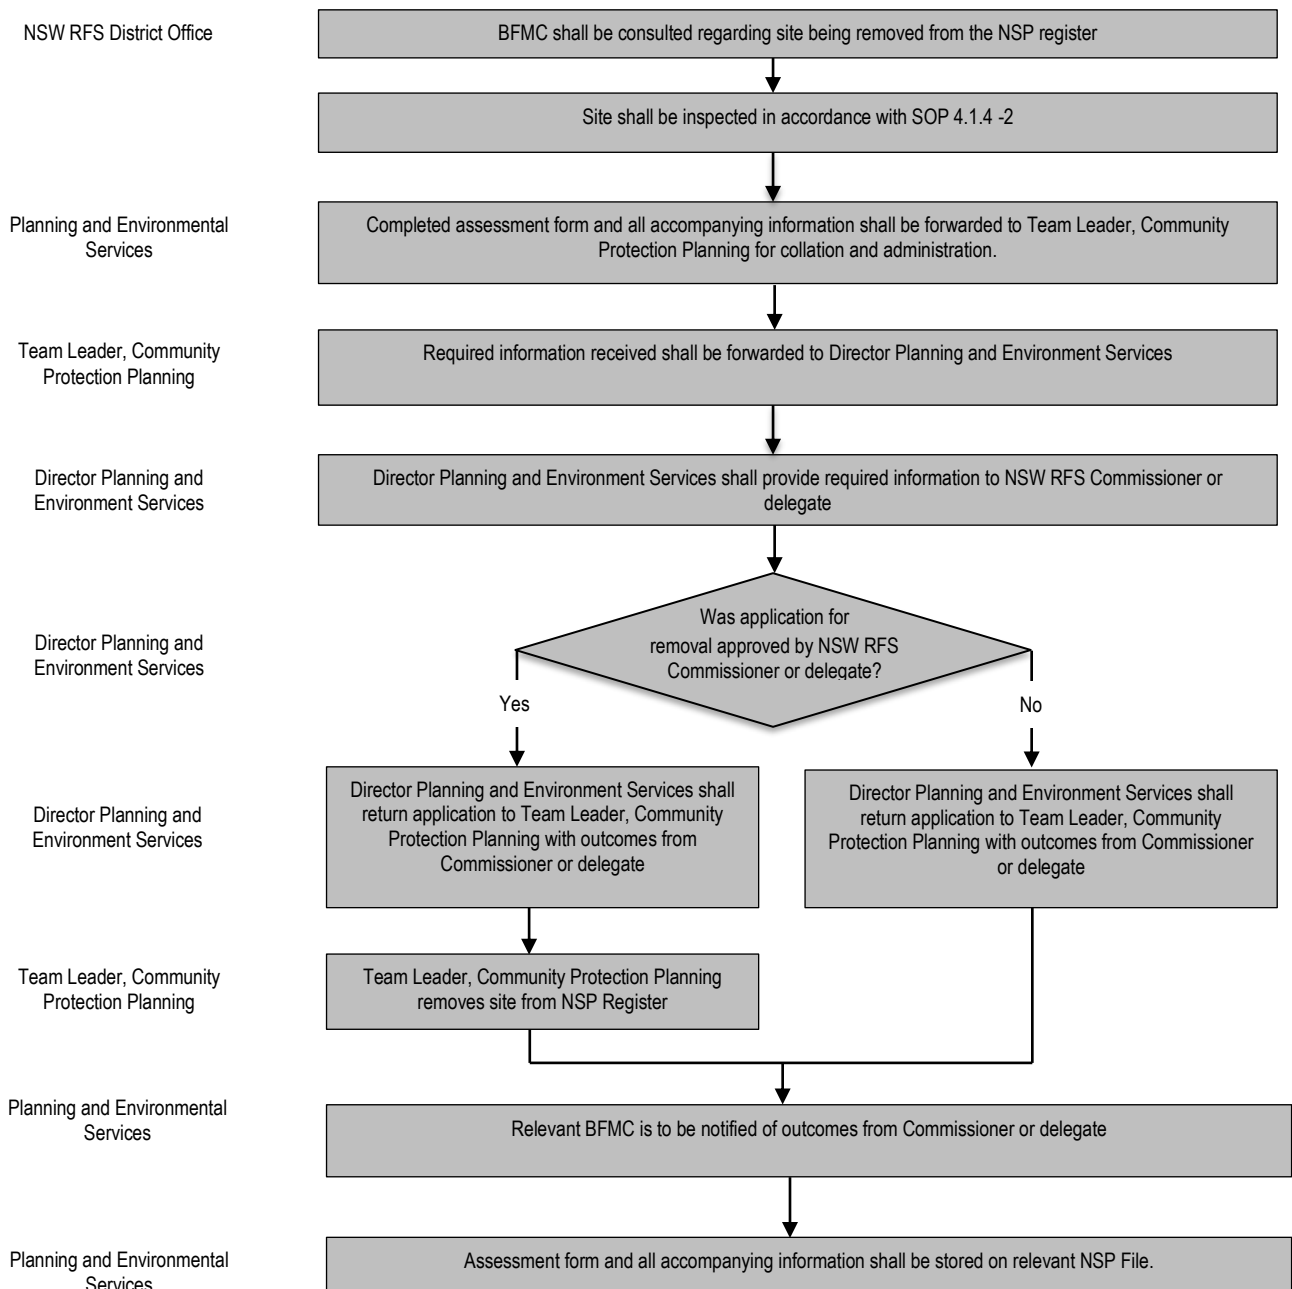 NSW RFS District Office
BFMC shall be consulted regarding site being removed from the NSP register
Site shall be inspected in accordance with SOP 4.1.4 -2
Planning and Environmental
Services
Completed assessment form and all accompanying information shall be forwarded to Team Leader, Community
Protection Planning for collation and administration.
Team Leader, Community
Protection Planning
Required information received shall be forwarded to Director Planning and Environment Services
Director Planning and
Environment Services
Director Planning and Environment Services shall provide required information to NSW RFS Commissioner or
delegate
Director Planning and
Environment Services
Was application for
removal approved by NSW RFS
Commissioner or delegate?
Yes
No
Director Planning and
Environment Services
Director Planning and Environment Services shall
return application to Team Leader, Community
Protection Planning with outcomes from
Commissioner or delegate
Director Planning and Environment Services shall
return application to Team Leader, Community
Protection Planning with outcomes from Commissioner
or delegate
Team Leader, Community
Protection Planning
Team Leader, Community Protection Planning
removes site from NSP Register
Planning and Environmental
Services
Relevant BFMC is to be notified of outcomes from Commissioner or delegate
Planning and Environmental
Services
Assessment form and all accompanying information shall be stored on relevant NSP File.